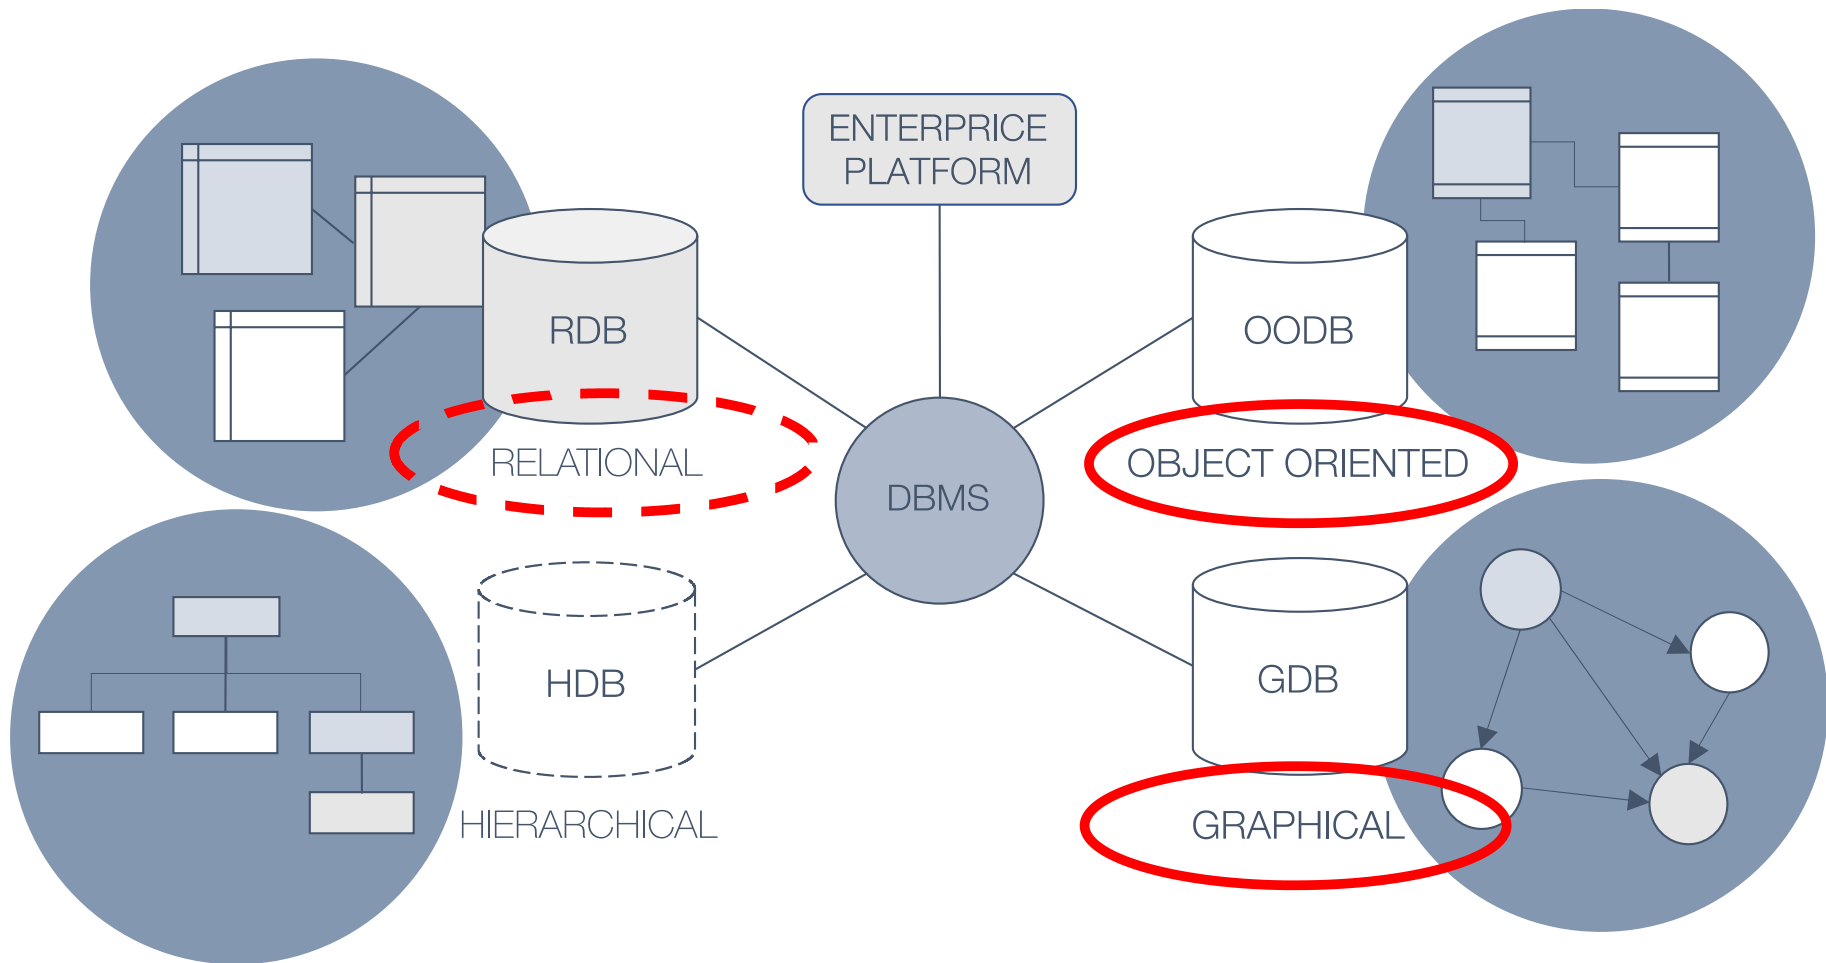 ENTERPRICE
PLATFORM
RDB
RELATIONAL
OODB
OBJECT ORIENTED
DBMS
HDB
HIERARCHICAL
GDB
GRAPHICAL